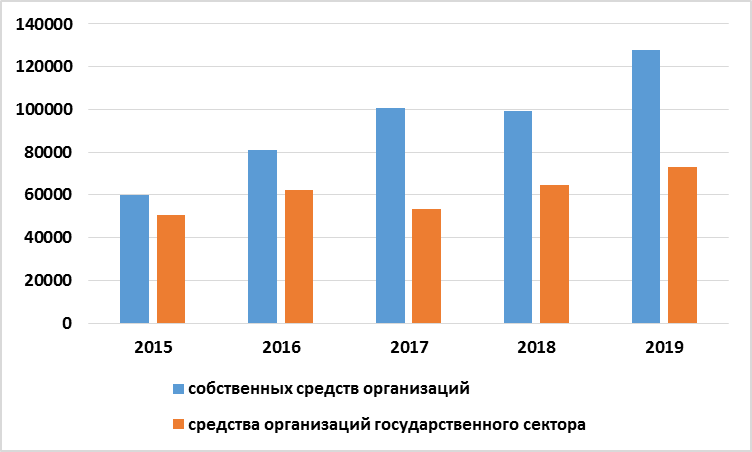 140000
120000
100000
80000
60000
40000
20000
0
2015 2016 2017 2018 2019
собственных средств организаций
средства организаций государственного сектора